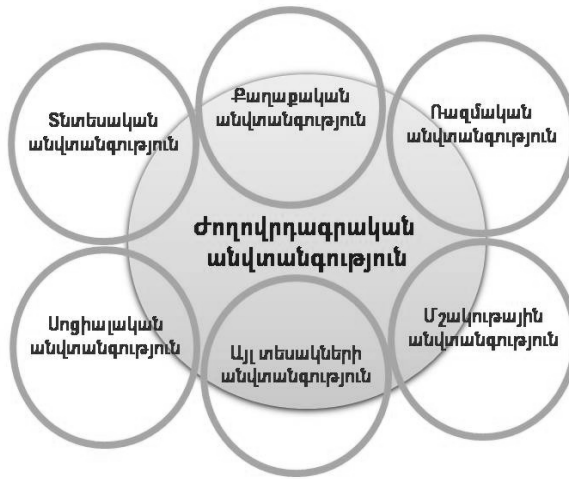 Տնտեսական
անվտանգություն
Քաղաքական
անվտանգություն
Ռազմական
անվտանգություն
Ժողովրդագրական
անվտանգություն
Սոցիալական
անվտանգություն
Այլ տեսակների
անվտանգություն
Մշակութային
անվտանգություն